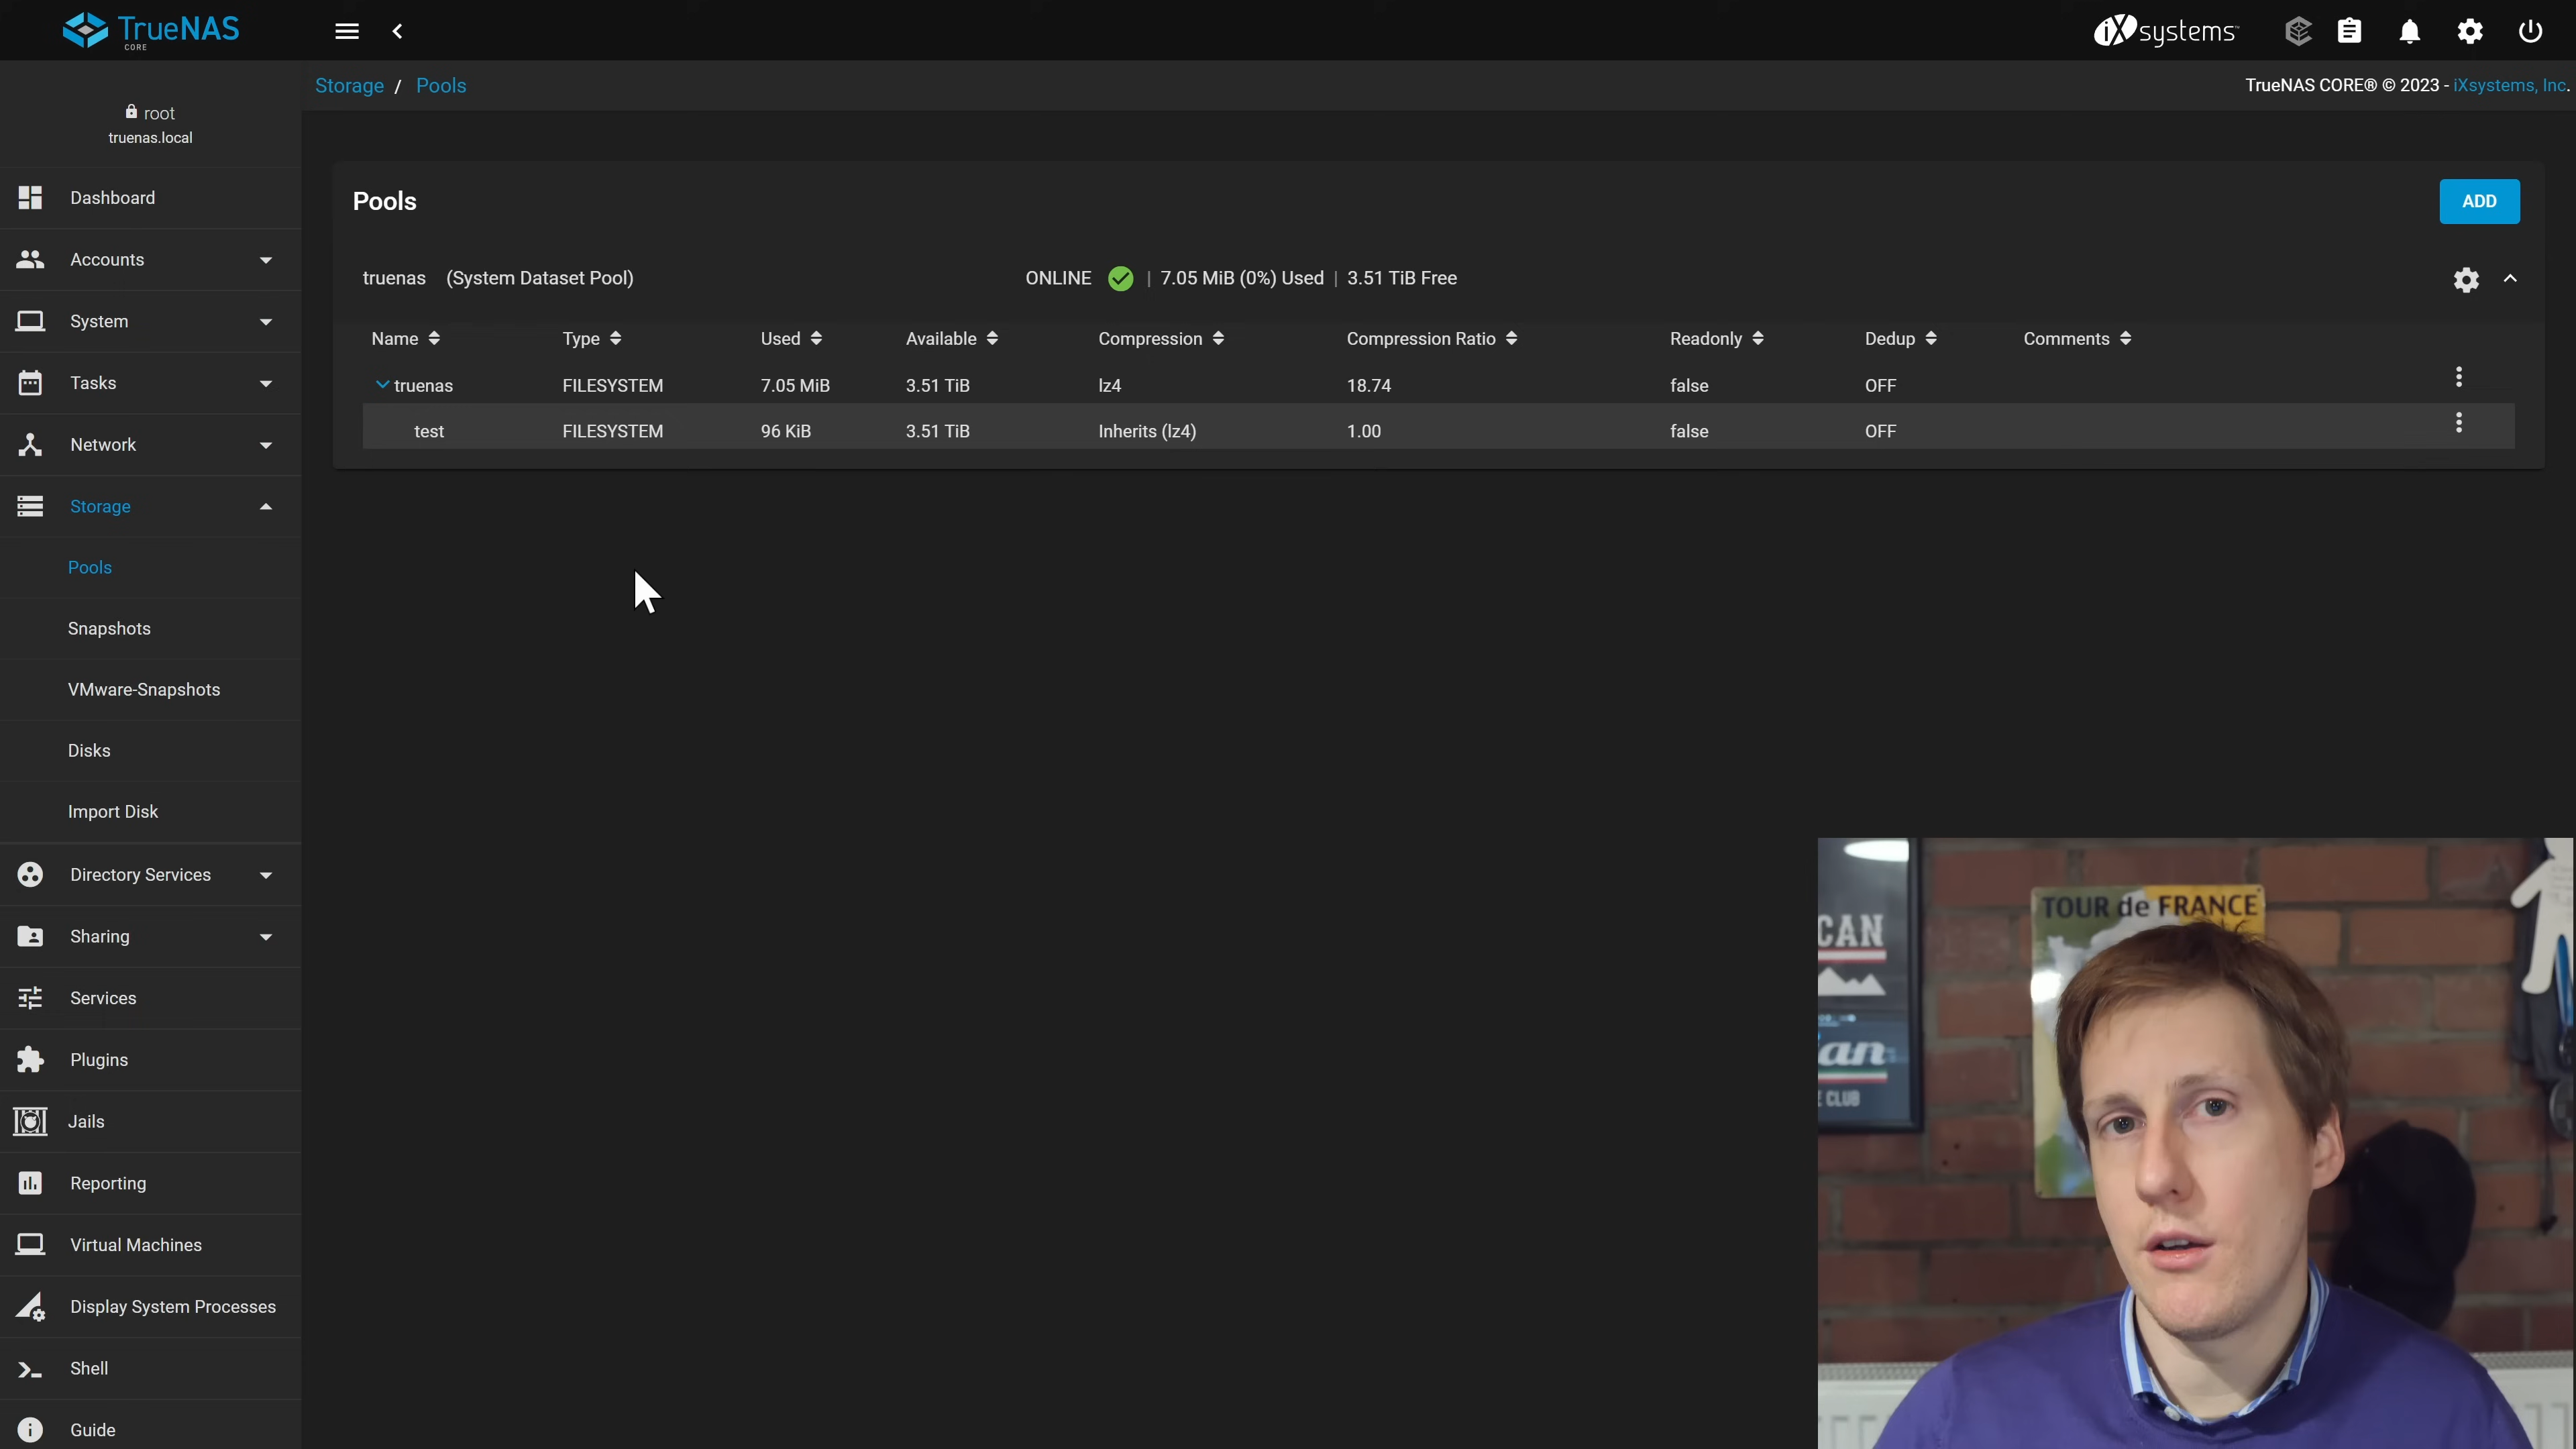 TrueNAS
CORE
iXsystems™
Storage / Pools
TrueNAS CORE® © 2023 - iXsystems, Inc.
root
truenas.local
Dashboard
Accounts
System
Tasks
Network
Storage
Pools
Snapshots
VMware-Snapshots
Disks
Import Disk
Directory Services
Sharing
Services
Plugins
Jails
Reporting
Virtual Machines
Display System Processes
Shell
Guide
Pools
ADD
truenas (System Dataset Pool) ONLINE | 7.05 MiB (0%) Used | 3.51 TiB Free
Name Type Used Available Compression Compression Ratio Readonly Dedup Comments
truenas FILESYSTEM 7.05 MiB 3.51 TiB lz4 18.74 false OFF
test FILESYSTEM 96 KiB 3.51 TiB Inherits (lz4) 1.00 false OFF
TOUR de FRANCE
CAN
an
CLUB